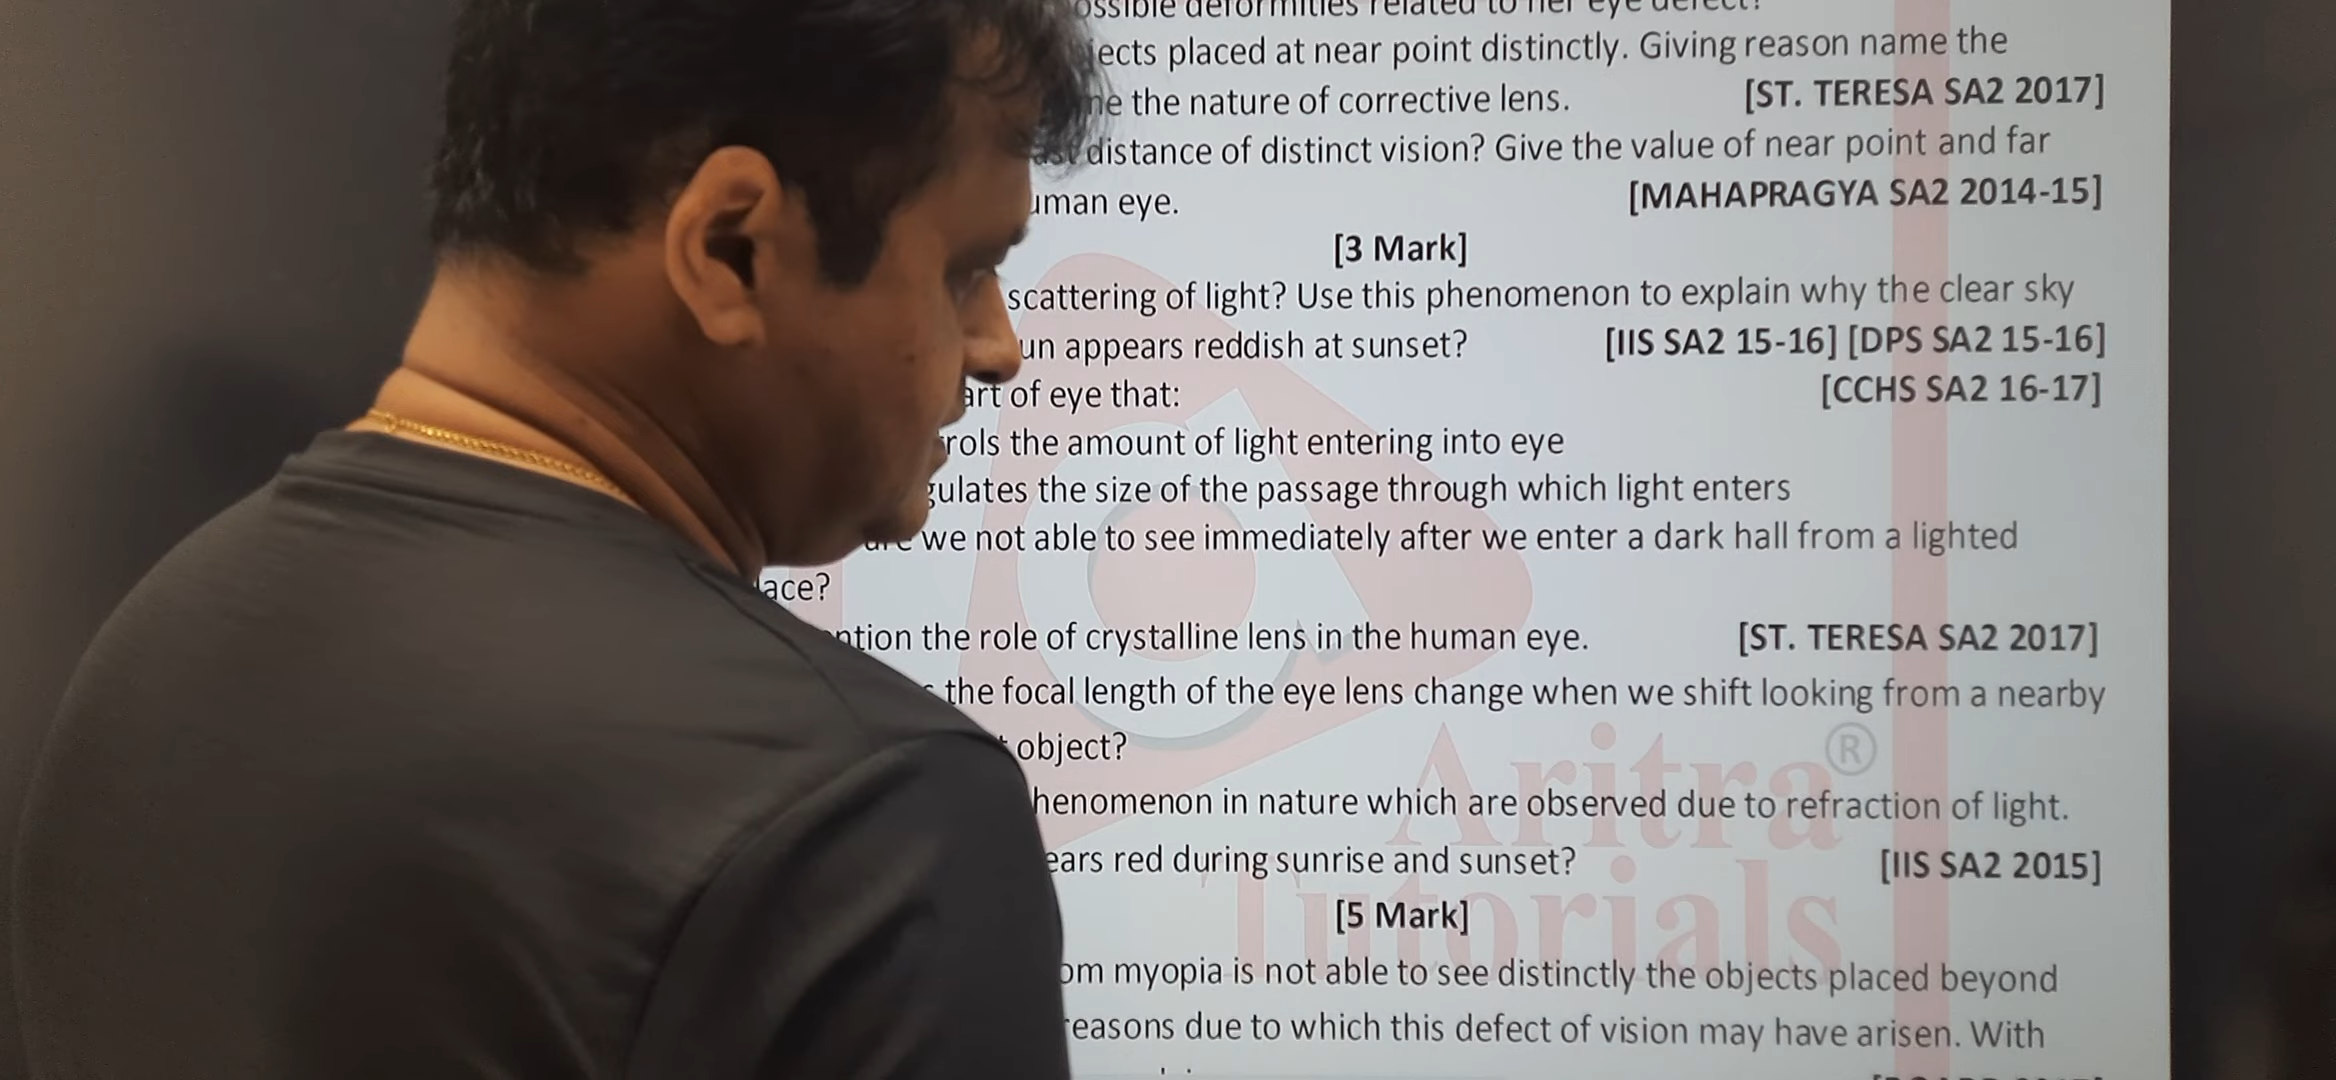 ossible deformities related to her eye defect?
ects placed at near point distinctly. Giving reason name the
the nature of corrective lens. [ST. TERESA SA2 2017]
distance of distinct vision? Give the value of near point and far
eye. [MAHAPRAGYA SA2 2014-15]
[3 Mark]
scattering of light? Use this phenomenon to explain why the clear sky
un appears reddish at sunset? [IIS SA2 15-16] [DPS SA2 15-16]
art of eye that: [CCHS SA2 16-17]
rols the amount of light entering into eye
gulates the size of the passage through which light enters
are we not able to see immediately after we enter a dark hall from a lighted
ace?
ntion the role of crystalline lens in the human eye. [ST. TERESA SA2 2017]
the focal length of the eye lens change when we shift looking from a nearby
object?
henomenon in nature which are observed due to refraction of light.
ears red during sunrise and sunset? [IIS SA2 2015]
[5 Mark]
om myopia is not able to see distinctly the objects placed beyond
reasons due to which this defect of vision may have arisen. With
Aritra ®
Tutorials